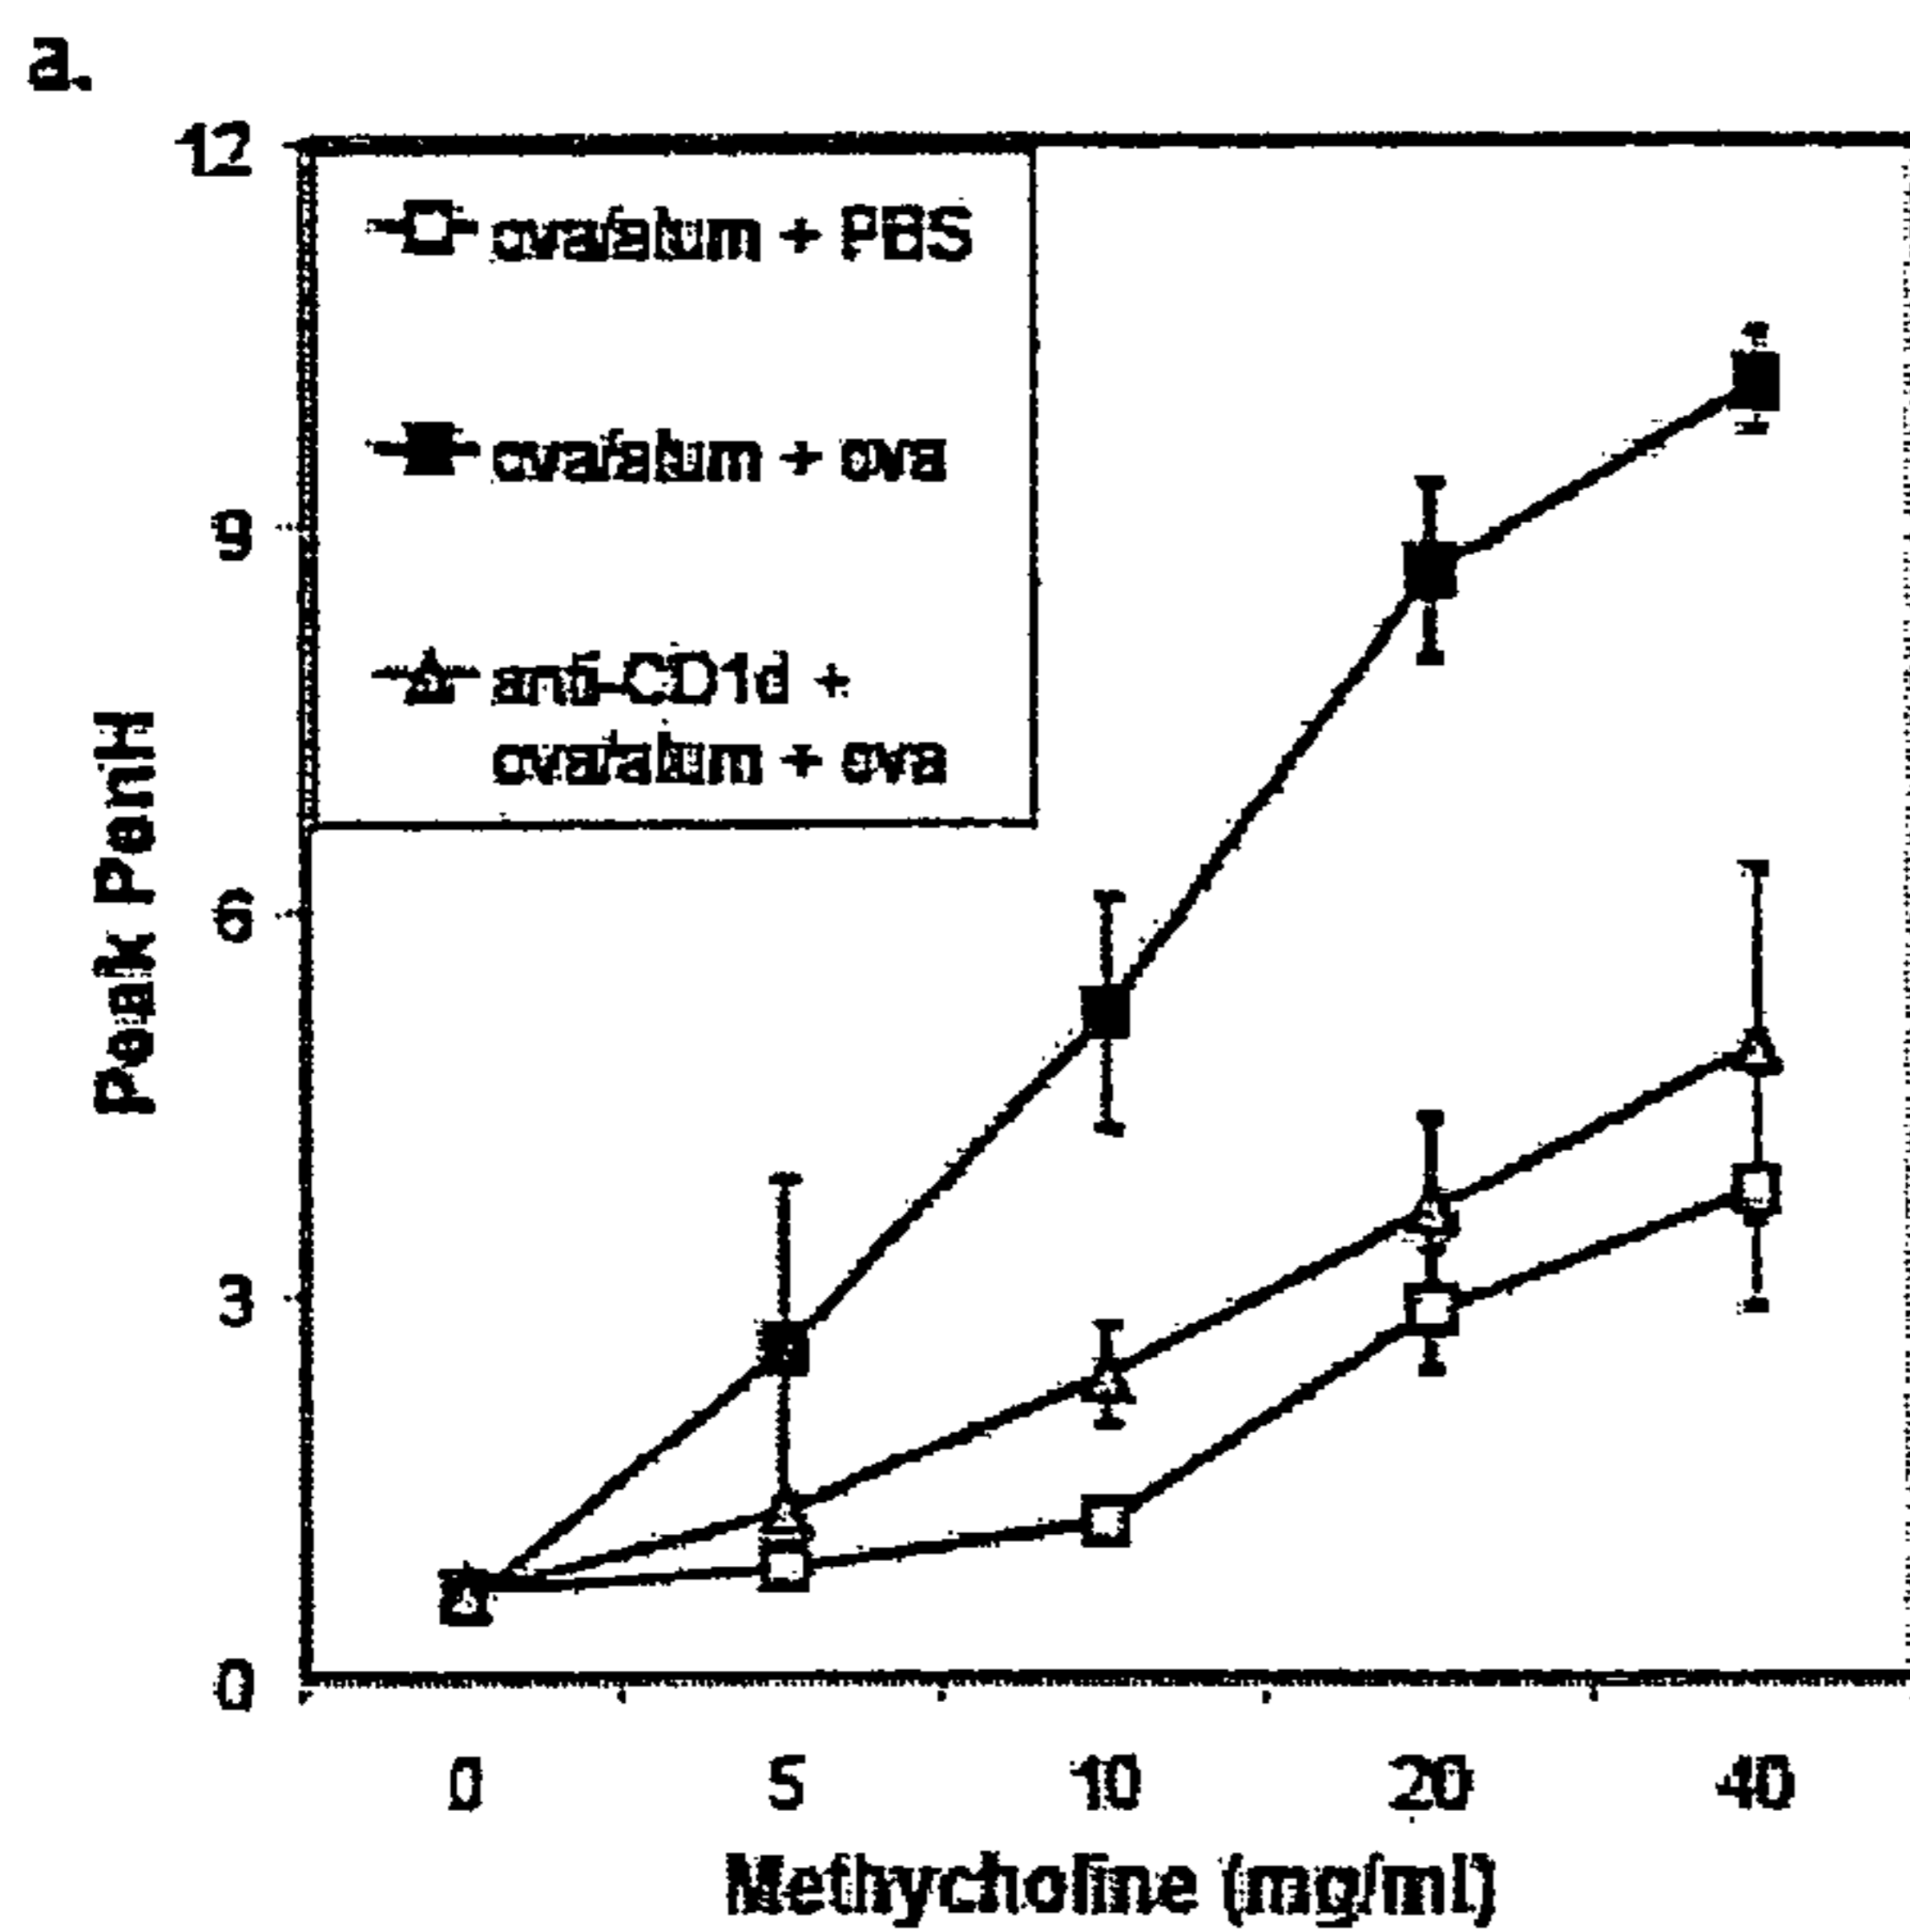 a.
12
ova/alum + PBS
ova/alum + ova
anti-CD1d +
ova/alum + ova
9
6
3
0
Peak PenH
0 5 10 20 40
Methycholine (mg/ml)